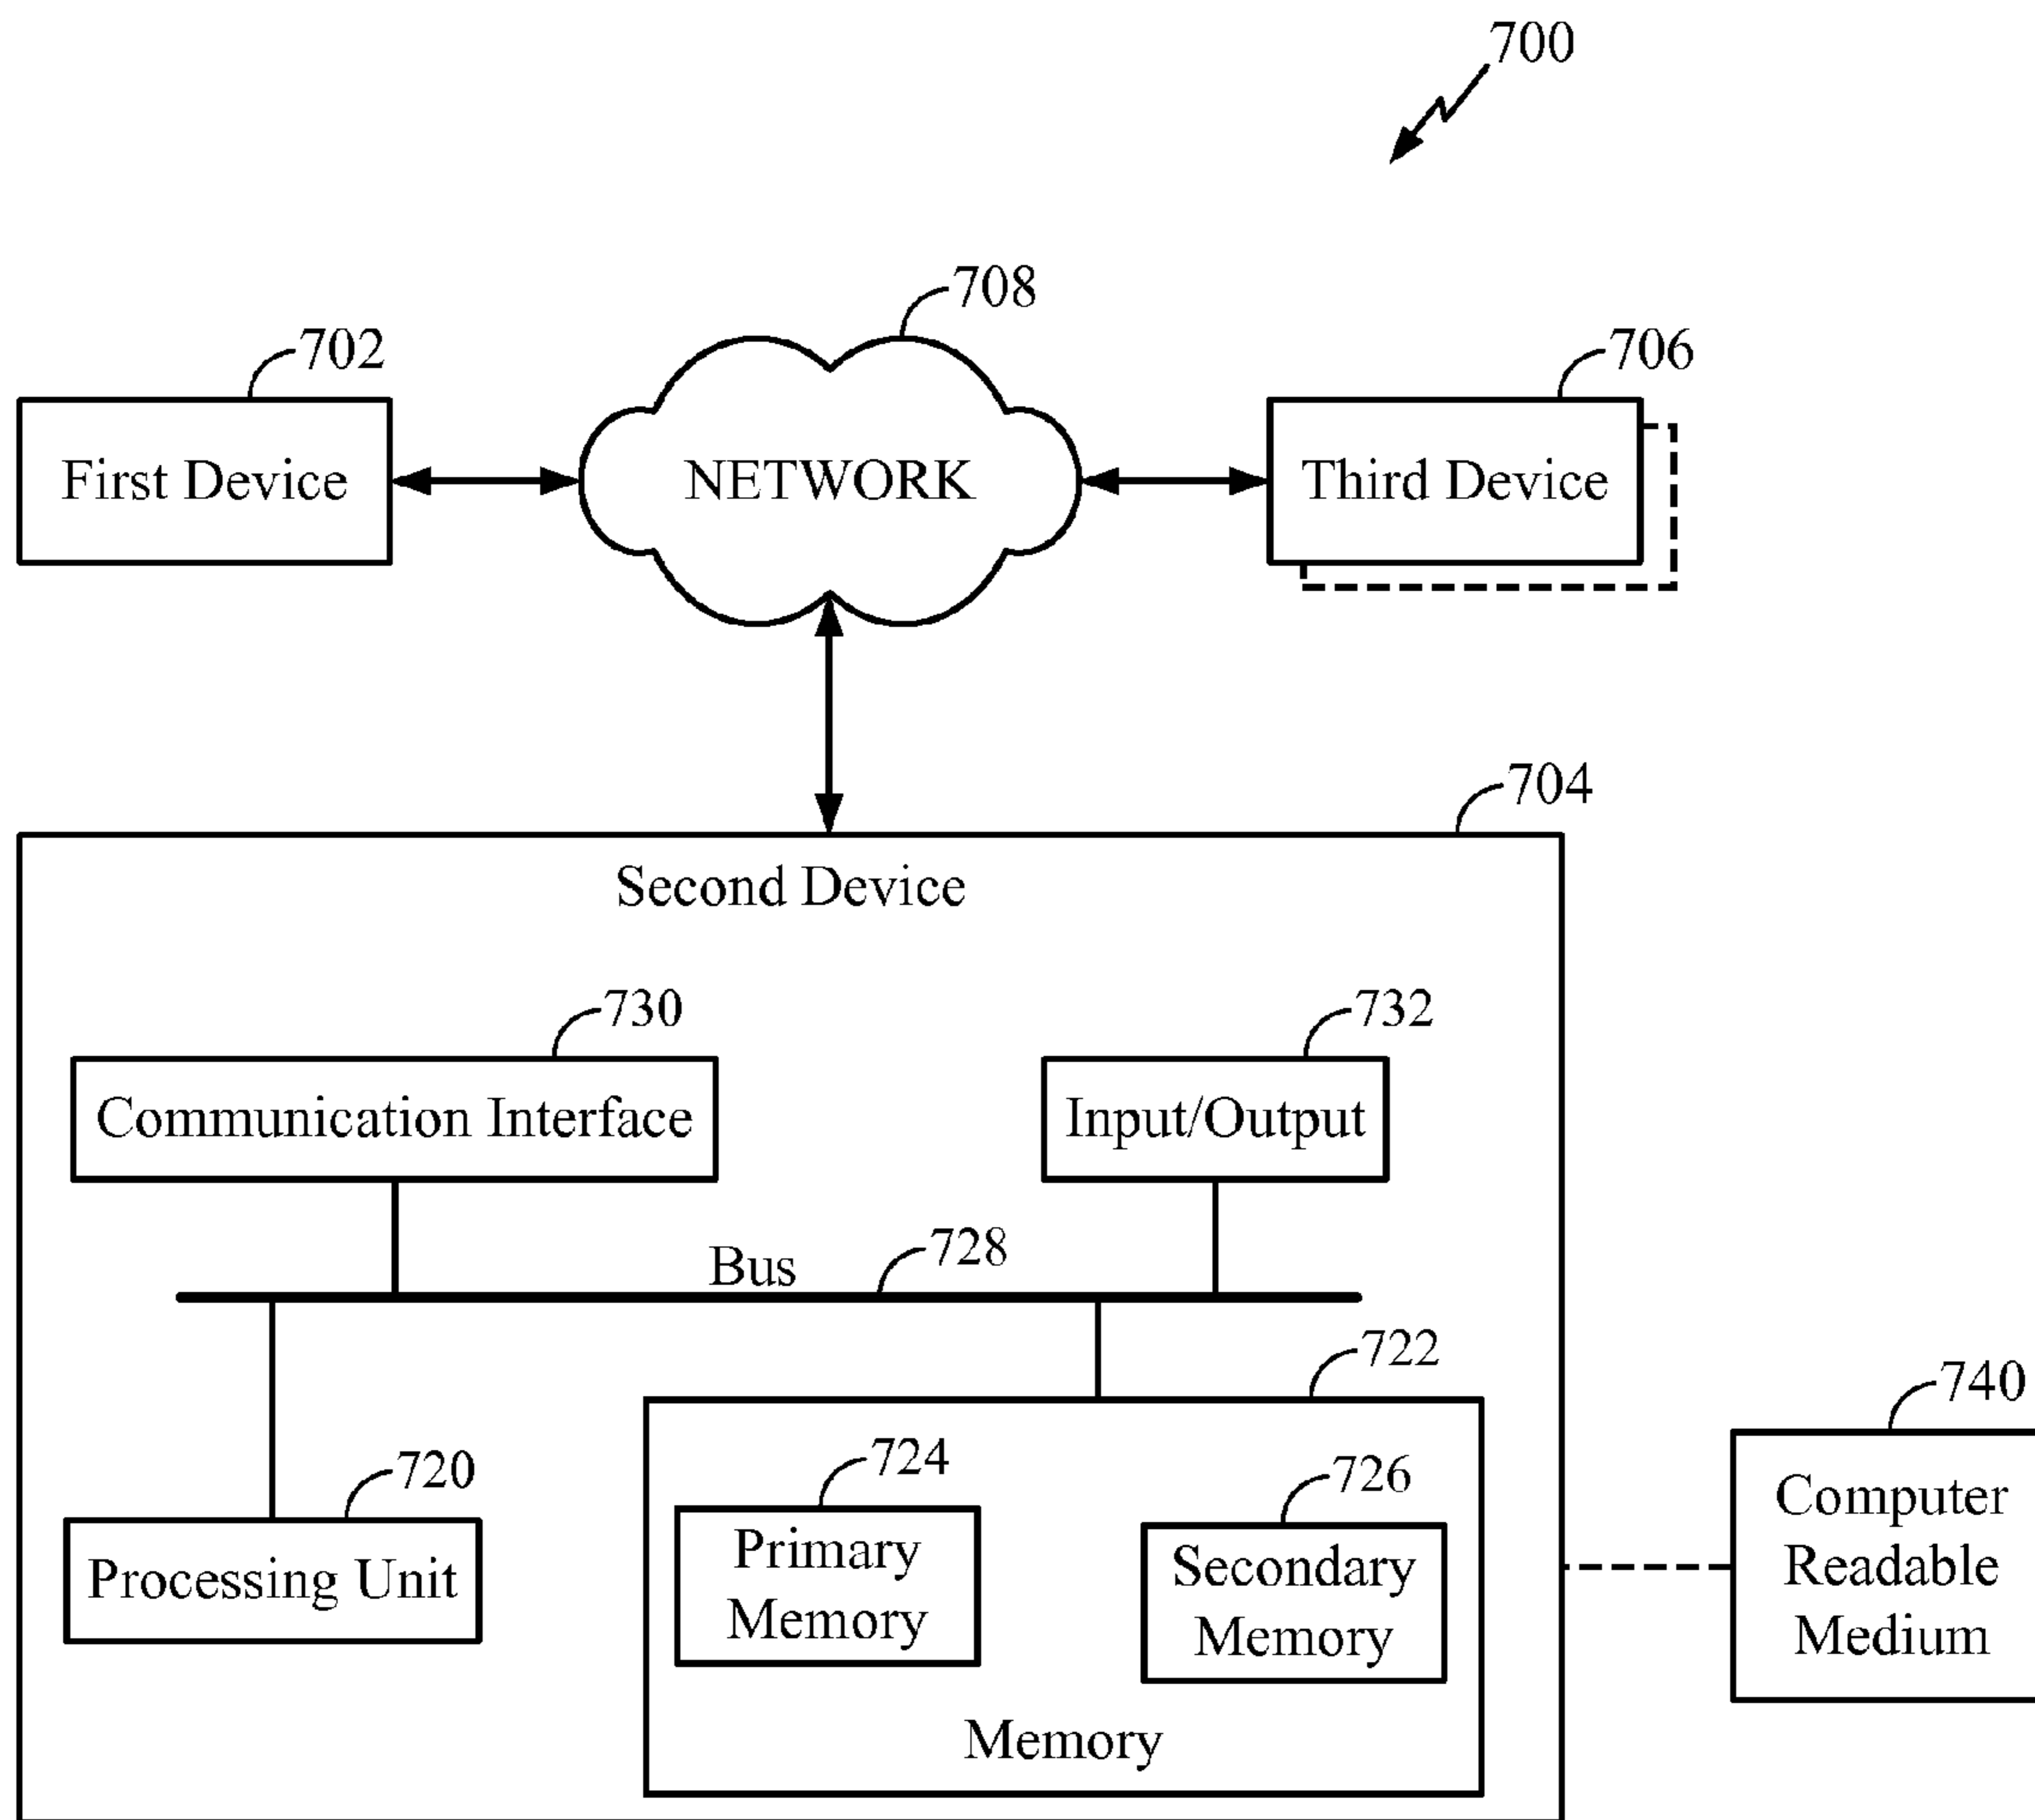 700
708
702
706
First Device
NETWORK
Third Device
704
Second Device
730
732
Communication Interface
Input/Output
Bus
728
722
740
724
726
720
Primary
Memory
Secondary
Memory
Processing Unit
Computer
Readable
Medium
Memory